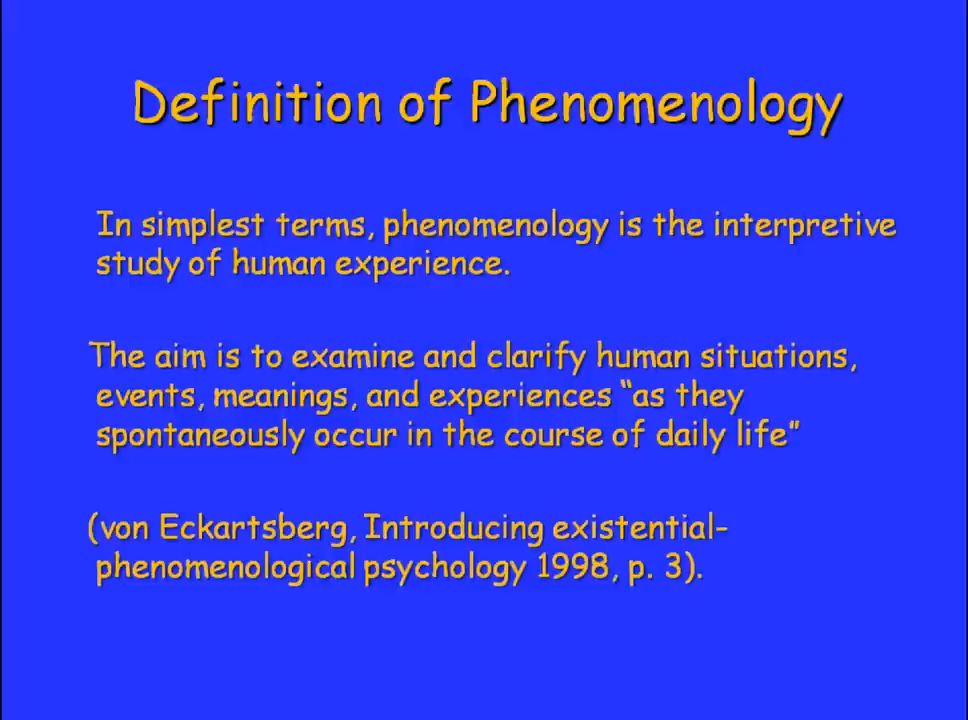 Definition of Phenomenology
In simplest terms, phenomenology is the interpretive
study of human experience.
The aim is to examine and clarify human situations,
events, meanings, and experiences “as they
spontaneously occur in the course of daily life”
(von Eckartsberg, Introducing existential-
phenomenological psychology 1998, p. 3).